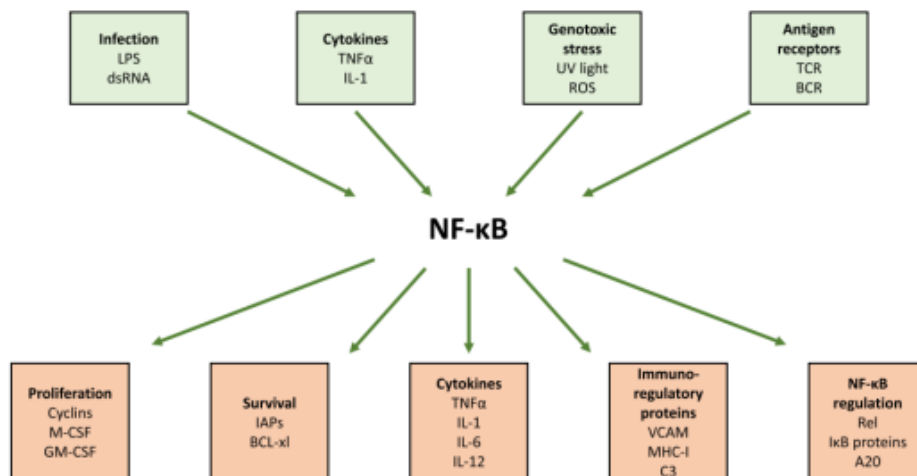 Infection
LPS
dsRNA
Cytokines
TNFα
IL-1
Genotoxic
stress
UV light
ROS
Antigen
receptors
TCR
BCR
NF-κB
Proliferation
Cyclins
M-CSF
GM-CSF
Survival
IAPs
BCL-xl
Cytokines
TNFα
IL-1
IL-6
IL-12
Immuno-
regulatory
proteins
VCAM
MHC-I
C3
NF-κB
regulation
Rel
IκB proteins
A20